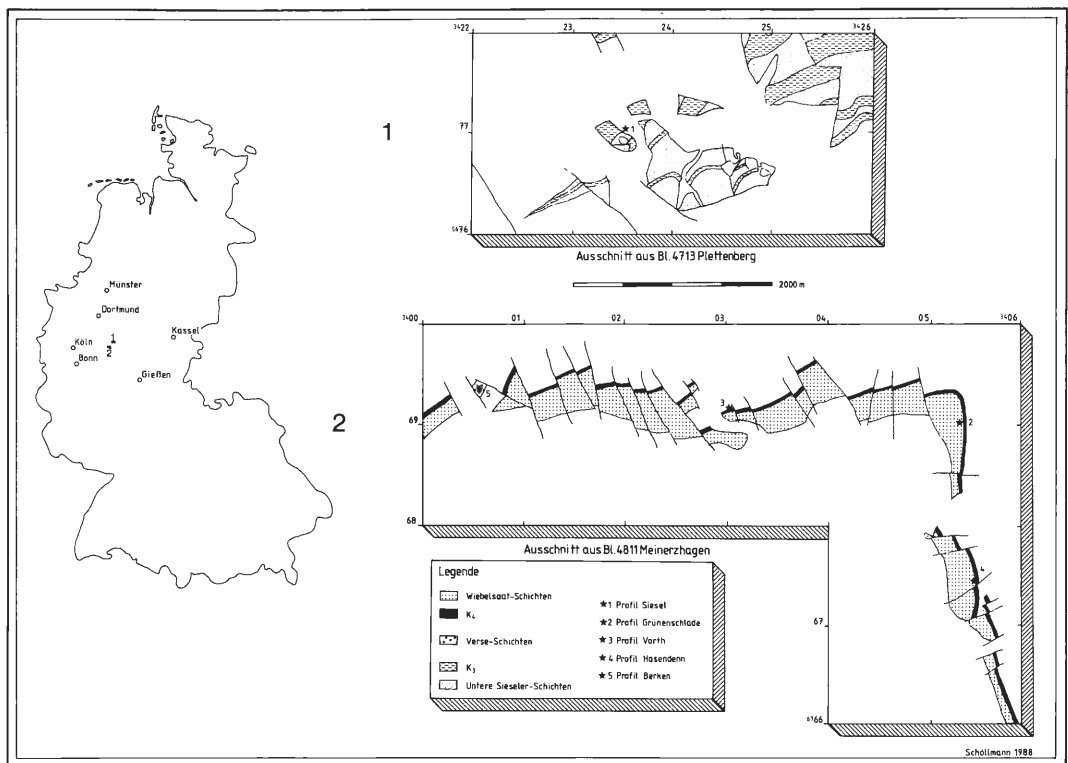 Münster
Dortmund
Köln
Bonn
1
2
Kassel
Gießen
1
³⁴22
23
24
25
³⁴26
77
⁵⁴76
1
Ausschnitt aus Bl. 4713 Plettenberg
2000 m
2
³⁴00
01
02
03
04
05
³⁴06
69
68
67
⁵⁶66
5
3
2
4
Ausschnitt aus Bl. 4811 Meinerzhagen
Legende
Wiebelsaat-Schichten
K₄
Verse-Schichten
K₃
Untere Sieseler-Schichten
★1 Profil Siesel
★2 Profil Grünenschlade
★3 Profil Vorth
★4 Profil Hasendenn
★5 Profil Berken
Schöllmann 1988